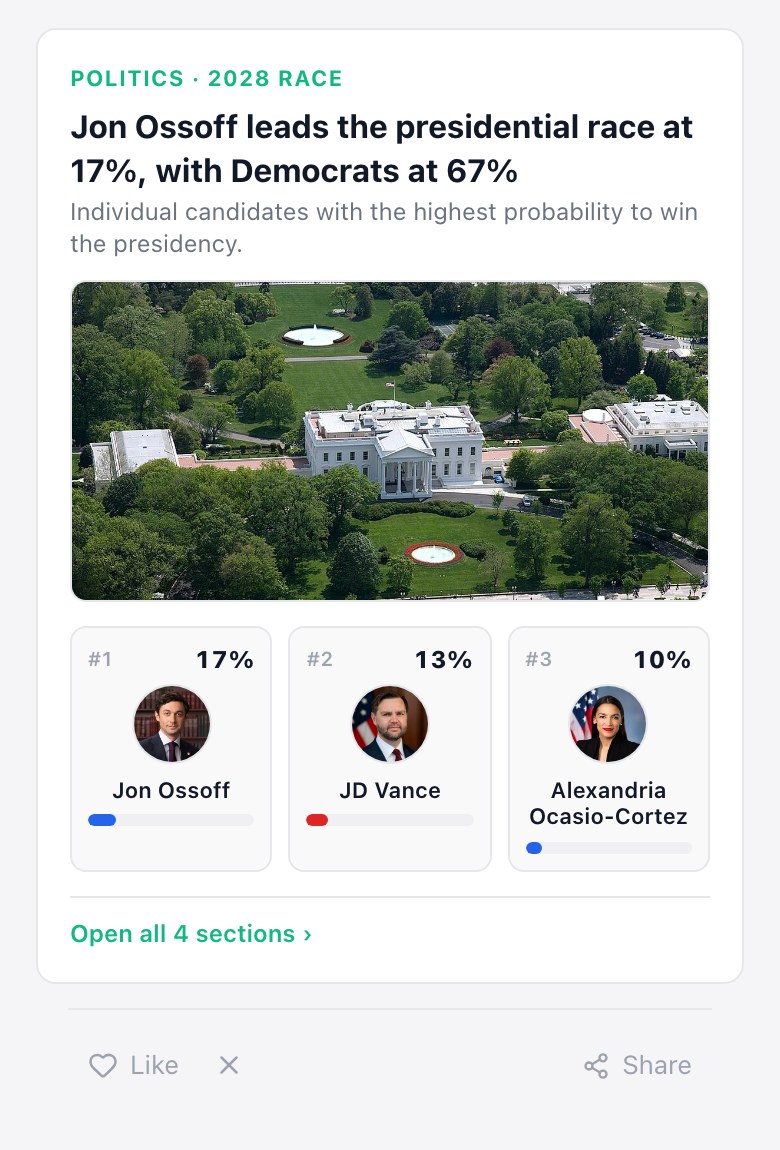 POLITICS · 2028 RACE
Jon Ossoff leads the presidential race at
17%, with Democrats at 67%
Individual candidates with the highest probability to win
the presidency.
#1 17%
Jon Ossoff
#2 13%
JD Vance
#3 10%
Alexandria
Ocasio-Cortez
Open all 4 sections ›
Like
Share